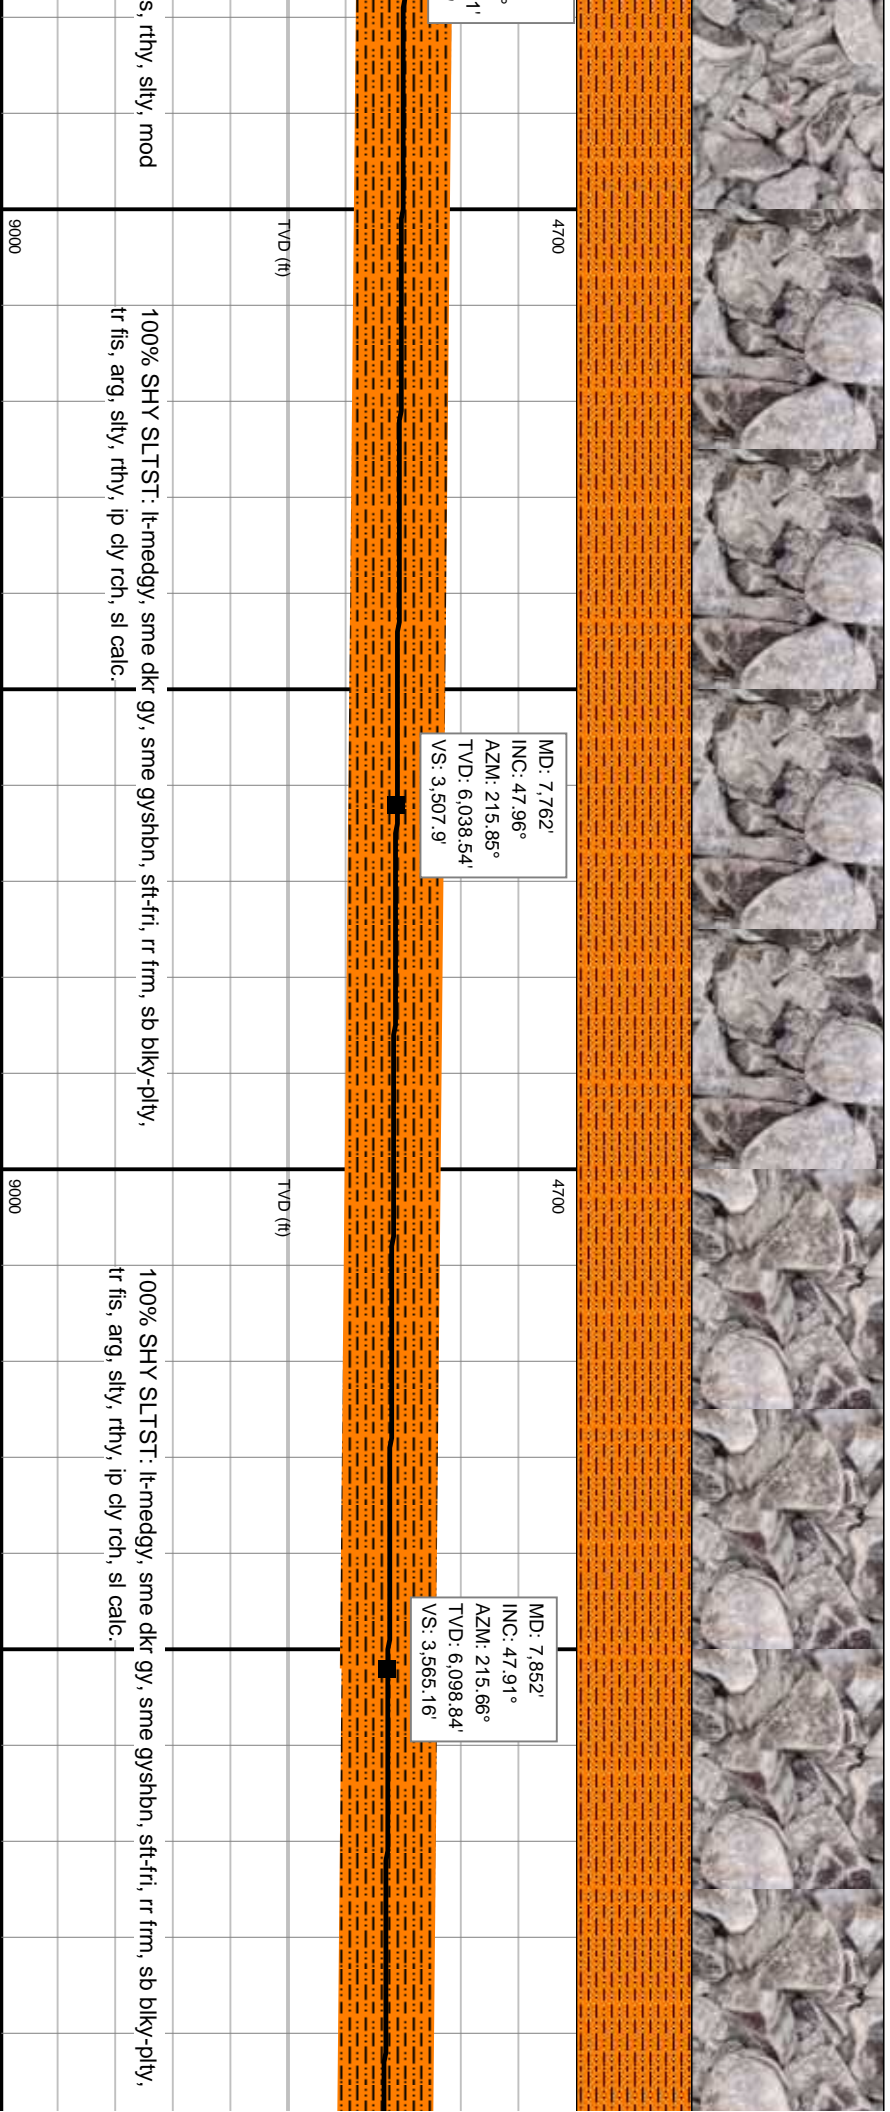 s, rthy, slty, mod
1'
°
4700
TVD (ft)
9000
100% SHY SLTST: lt-medgy, sme dkr gy, sme gyshbn, sft-fri, rr frm, sb blky-plty,
tr fis, arg, slty, rthy, ip cly rch, sl calc.
MD: 7,762'
INC: 47.96°
AZM: 215.85°
TVD: 6,038.54'
VS: 3,507.9'
4700
TVD (ft)
9000
100% SHY SLTST: lt-medgy, sme dkr gy, sme gyshbn, sft-fri, rr frm, sb blky-plty,
tr fis, arg, slty, rthy, ip cly rch, sl calc.
MD: 7,852'
INC: 47.91°
AZM: 215.66°
TVD: 6,098.84'
VS: 3,565.16'